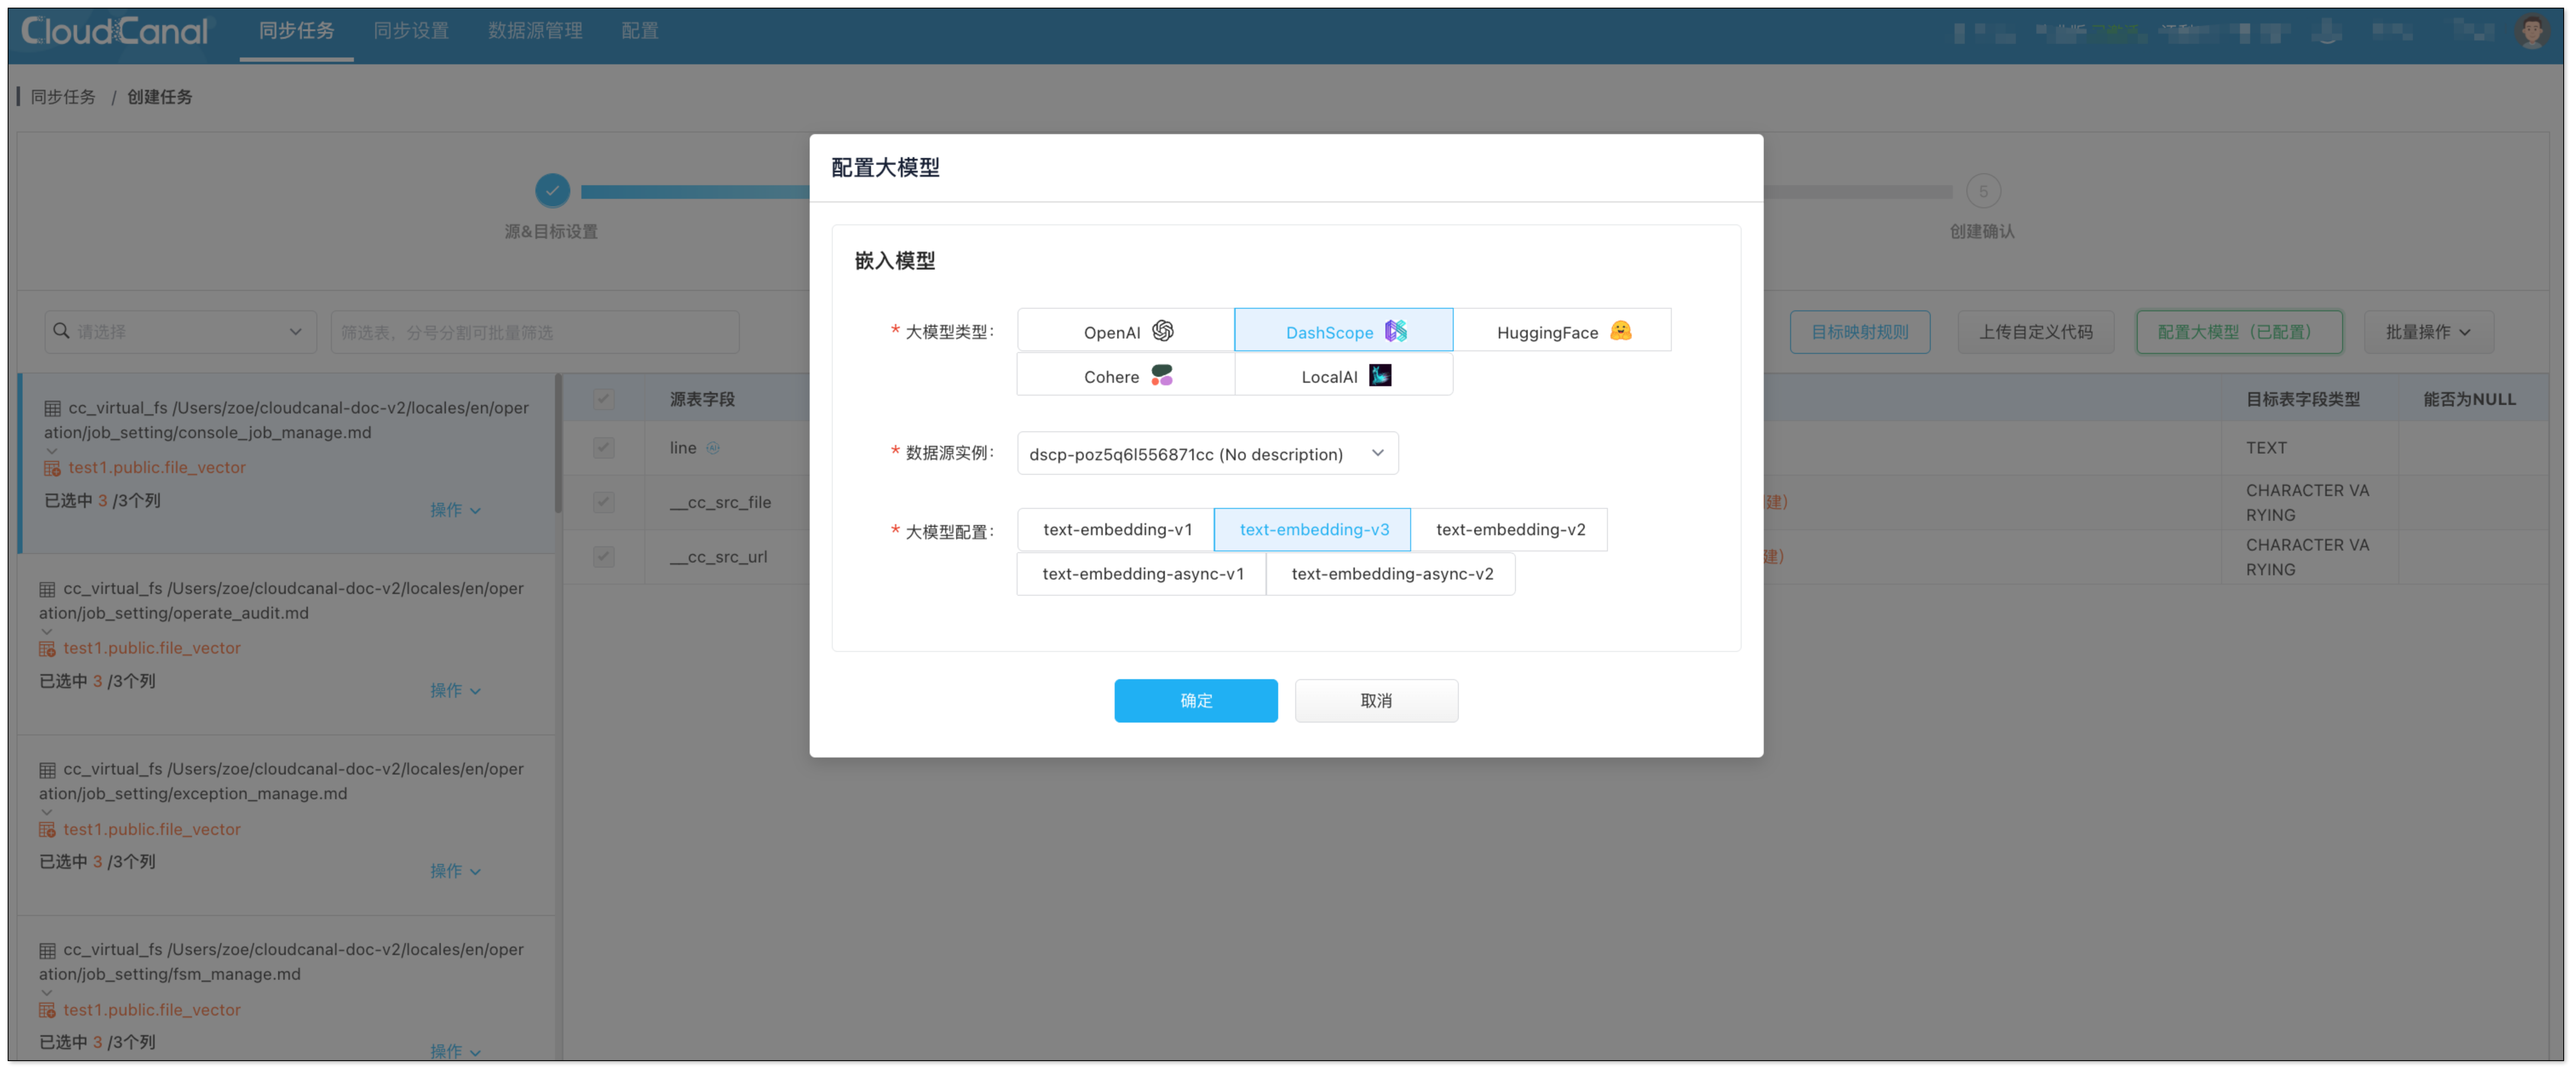 CloudCanal
同步任务
同步设置
数据源管理
配置
同步任务 / 创建任务
源&目标设置
5
创建确认
请选择
筛选表，分号分割可批量筛选
目标映射规则
上传自定义代码
配置大模型（已配置）
批量操作
cc_virtual_fs /Users/zoe/cloudcanal-doc-v2/locales/en/oper
ation/job_setting/console_job_manage.md
test1.public.file_vector
已选中 3 /3个列
操作
cc_virtual_fs /Users/zoe/cloudcanal-doc-v2/locales/en/oper
ation/job_setting/operate_audit.md
test1.public.file_vector
已选中 3 /3个列
操作
cc_virtual_fs /Users/zoe/cloudcanal-doc-v2/locales/en/oper
ation/job_setting/exception_manage.md
test1.public.file_vector
已选中 3 /3个列
操作
cc_virtual_fs /Users/zoe/cloudcanal-doc-v2/locales/en/oper
ation/job_setting/fsm_manage.md
test1.public.file_vector
已选中 3 /3个列
操作
源表字段
line
__cc_src_file
__cc_src_url
目标表字段类型
能否为NULL
TEXT
建）
CHARACTER VA
RYING
建）
CHARACTER VA
RYING
配置大模型
嵌入模型
* 大模型类型:
OpenAI
DashScope
HuggingFace
Cohere
LocalAI
* 数据源实例:
dscp-poz5q6l556871cc (No description)
* 大模型配置:
text-embedding-v1
text-embedding-v3
text-embedding-v2
text-embedding-async-v1
text-embedding-async-v2
确定
取消